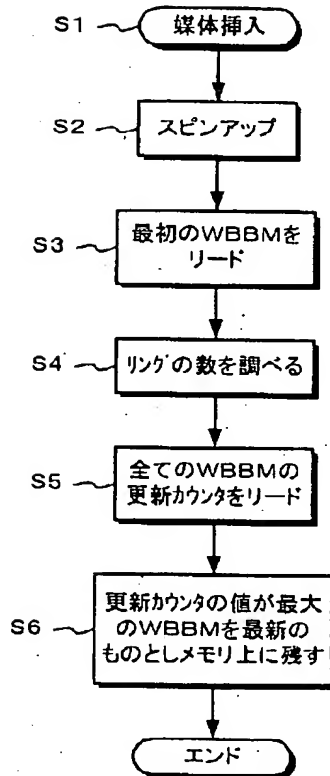 S1 媒体挿入
S2 スピンアップ
S3 最初のWBBMを
リード
S4 リングの数を調べる
S5 全てのWBBMの
更新カウンタをリード
S6 更新カウンタの値が最大
のWBBMを最新の
ものとしメモリ上に残す
エンド